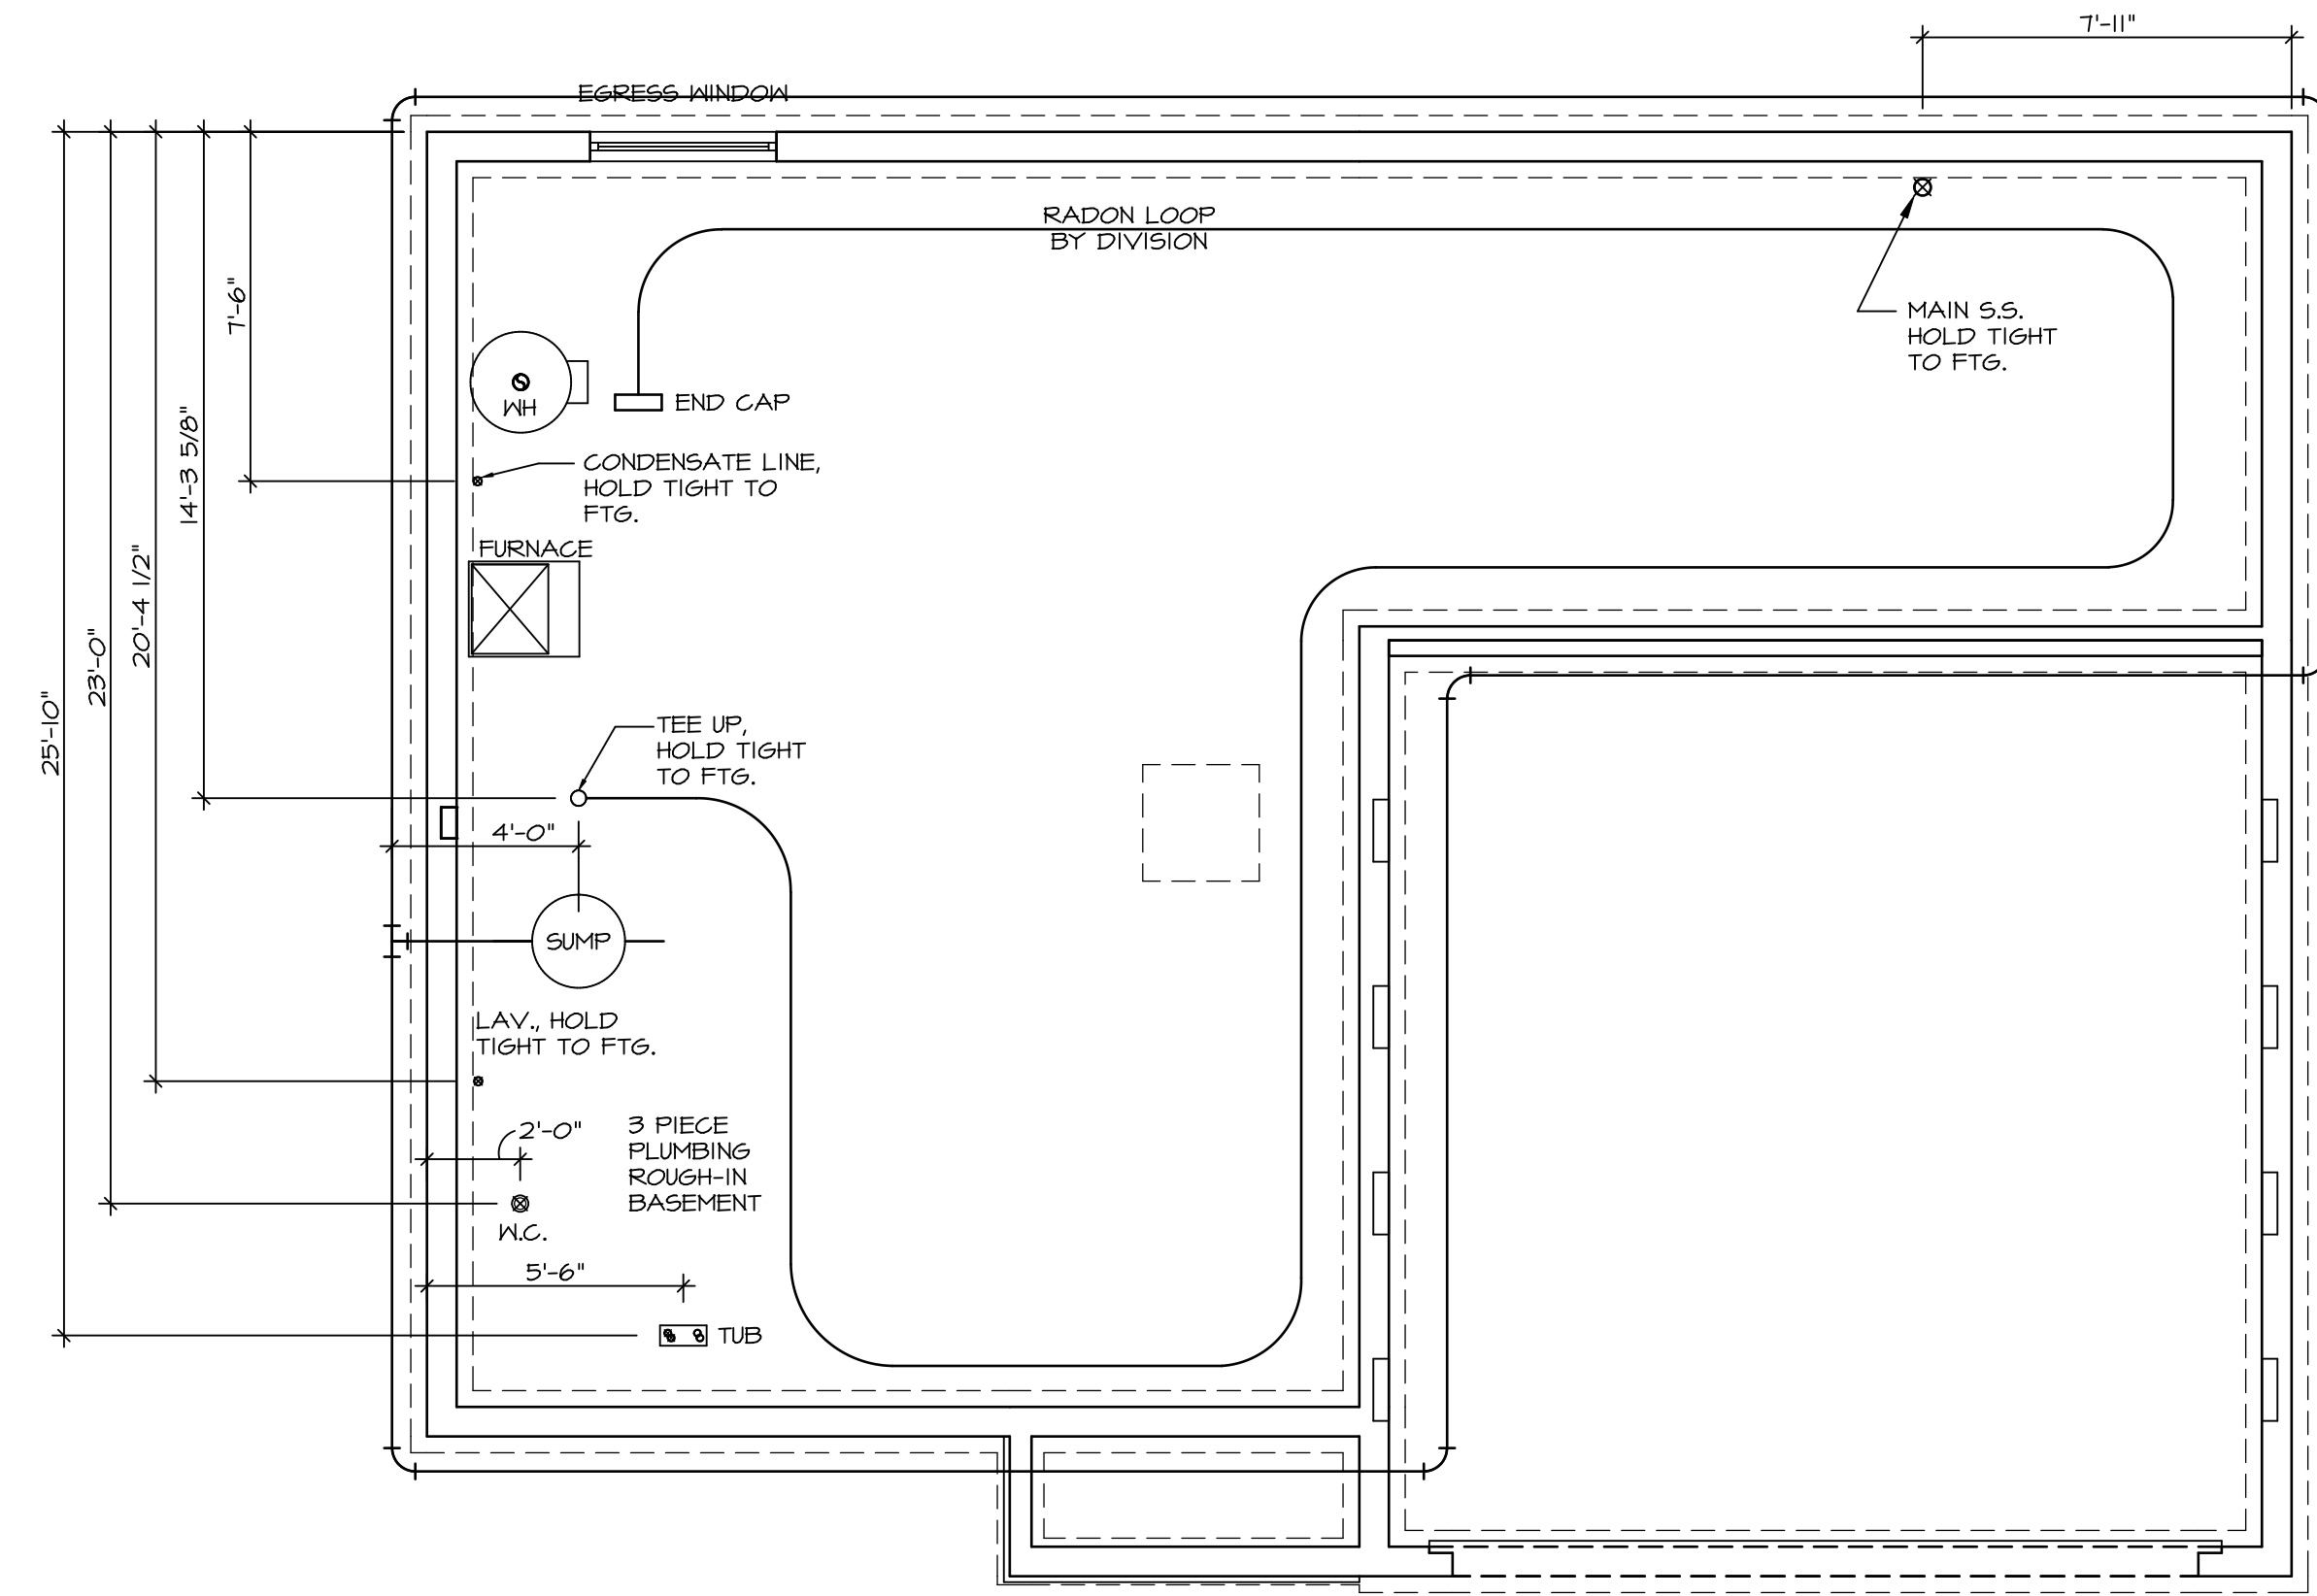 7'-11"
EGRESS WINDOW
RADON LOOP
BY DIVISION
MAIN S.S.
HOLD TIGHT
TO FTG.
7'-6"
WH
END CAP
14'-3 5/8"
CONDENSATE LINE,
HOLD TIGHT TO
FTG.
FURNACE
20'-4 1/2"
23'-0"
25'-10"
TEE UP,
HOLD TIGHT
TO FTG.
4'-0"
SUMP
LAV., HOLD
TIGHT TO FTG.
2'-0"
3 PIECE
PLUMBING
ROUGH-IN
BASEMENT
W.C.
5'-6"
TUB